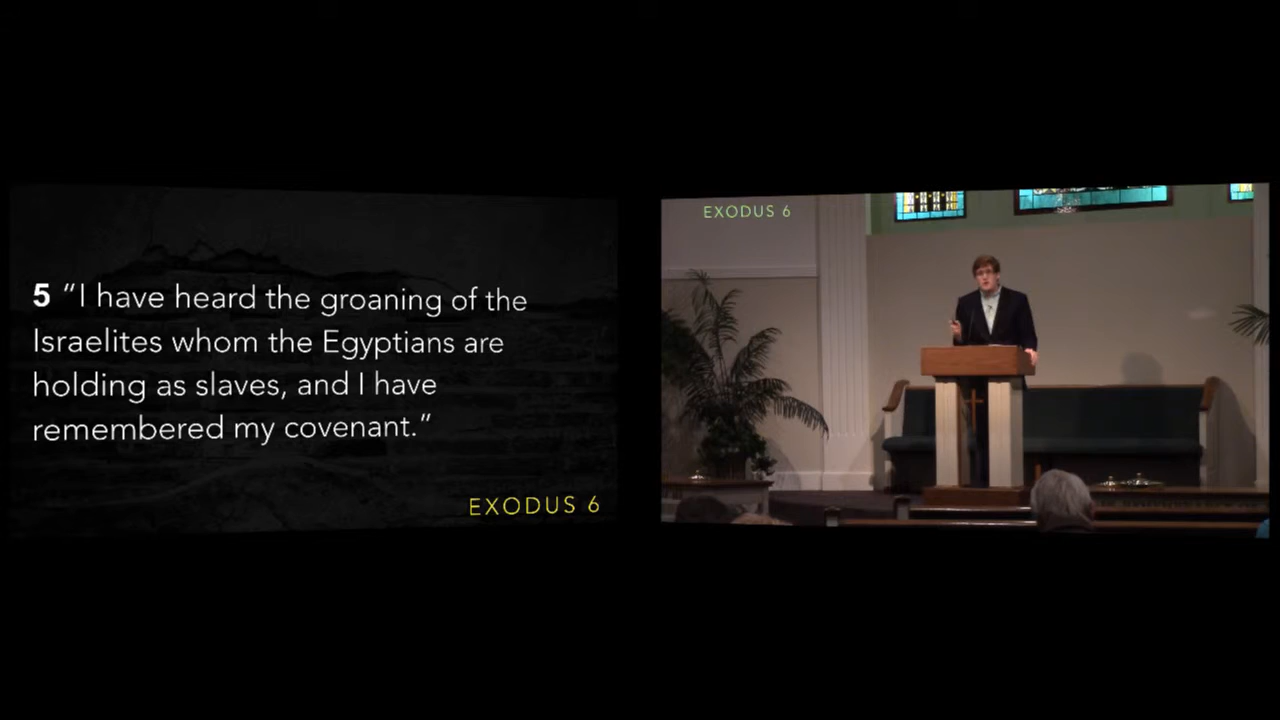 5 “I have heard the groaning of the
Israelites whom the Egyptians are
holding as slaves, and I have
remembered my covenant.”
EXODUS 6
EXODUS 6